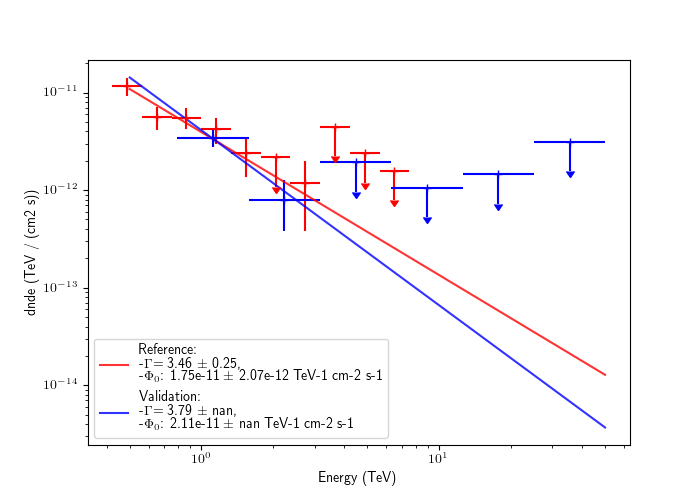 10⁻¹¹
10⁻¹²
10⁻¹³
10⁻¹⁴
dnde (TeV / (cm2 s))
Reference:
-Γ= 3.46 ± 0.25,
-Φ₀: 1.75e-11 ± 2.07e-12 TeV-1 cm-2 s-1
Validation:
-Γ= 3.79 ± nan,
-Φ₀: 2.11e-11 ± nan TeV-1 cm-2 s-1
10⁰ 10¹
Energy (TeV)